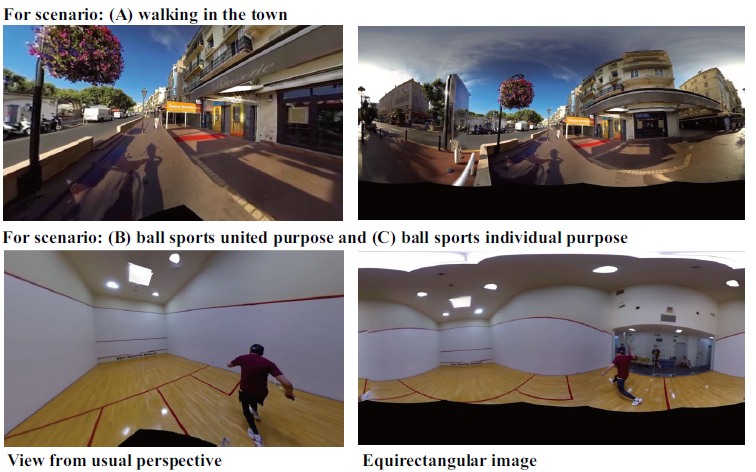 For scenario: (A) walking in the town
Brasserie
For scenario: (B) ball sports united purpose and (C) ball sports individual purpose
View from usual perspective
Equirectangular image